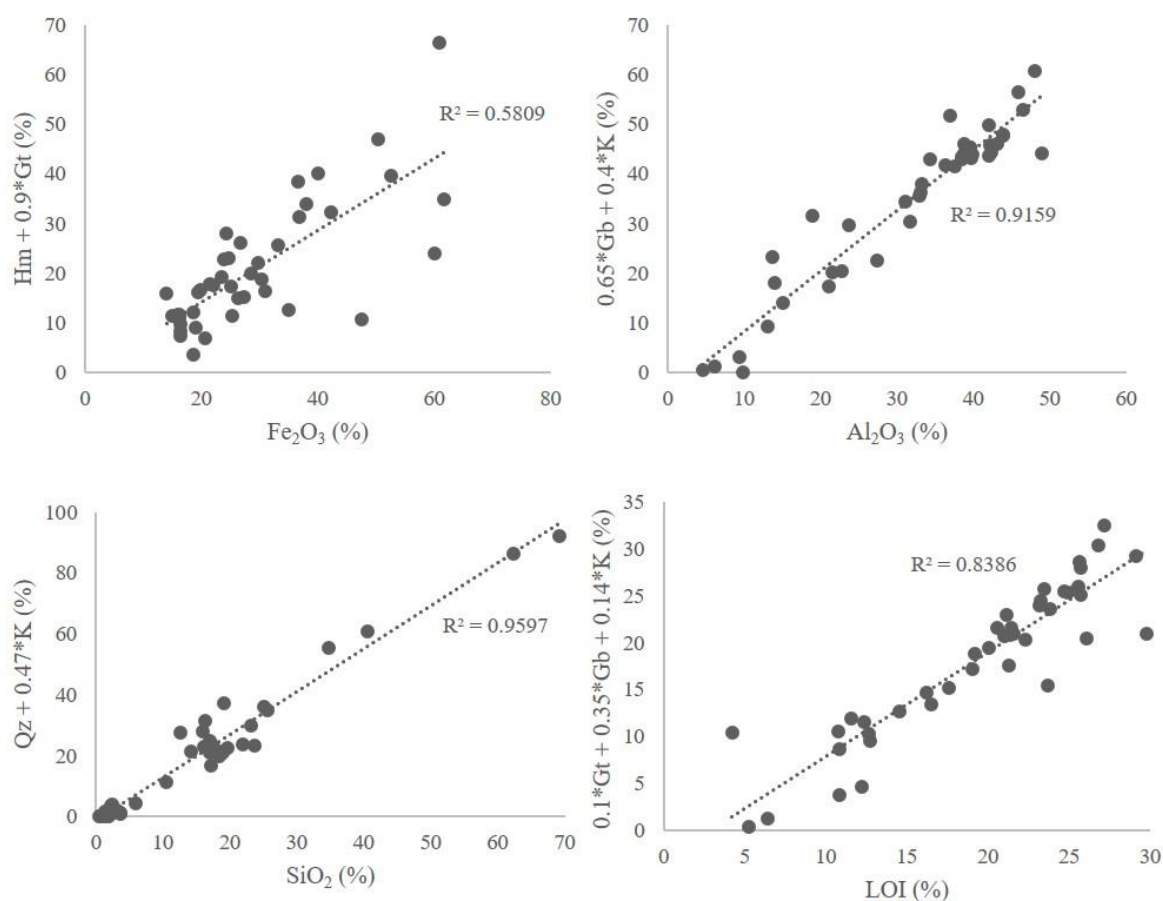 70
60
50
40
30
20
10
0
Hm + 0.9*Gt (%)
R² = 0.5809
0 20 40 60 80
Fe₂O₃ (%)
70
60
50
40
30
20
10
0
0.65*Gb + 0.4*K (%)
R² = 0.9159
0 10 20 30 40 50 60
Al₂O₃ (%)
100
80
60
40
20
0
Qz + 0.47*K (%)
R² = 0.9597
0 10 20 30 40 50 60 70
SiO₂ (%)
35
30
25
20
15
10
5
0
0.1*Gt + 0.35*Gb + 0.14*K (%)
R² = 0.8386
0 5 10 15 20 25 30
LOI (%)